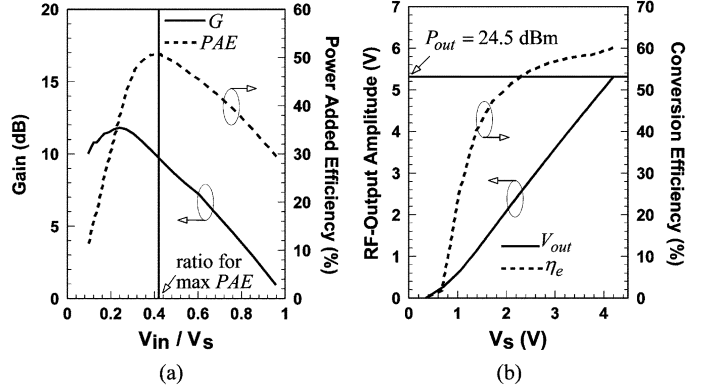 G
PAE
20
15
10
5
0
Gain (dB)
60
50
40
30
20
10
0
Power Added Efficiency (%)
ratio for
max PAE
0 0.2 0.4 0.6 0.8 1
Vin / Vs
(a)
Pout = 24.5 dBm
7
6
5
4
3
2
1
0
RF-Output Amplitude (V)
70
60
50
40
30
20
10
0
Conversion Efficiency (%)
Vout
ηe
0 1 2 3 4
Vs (V)
(b)